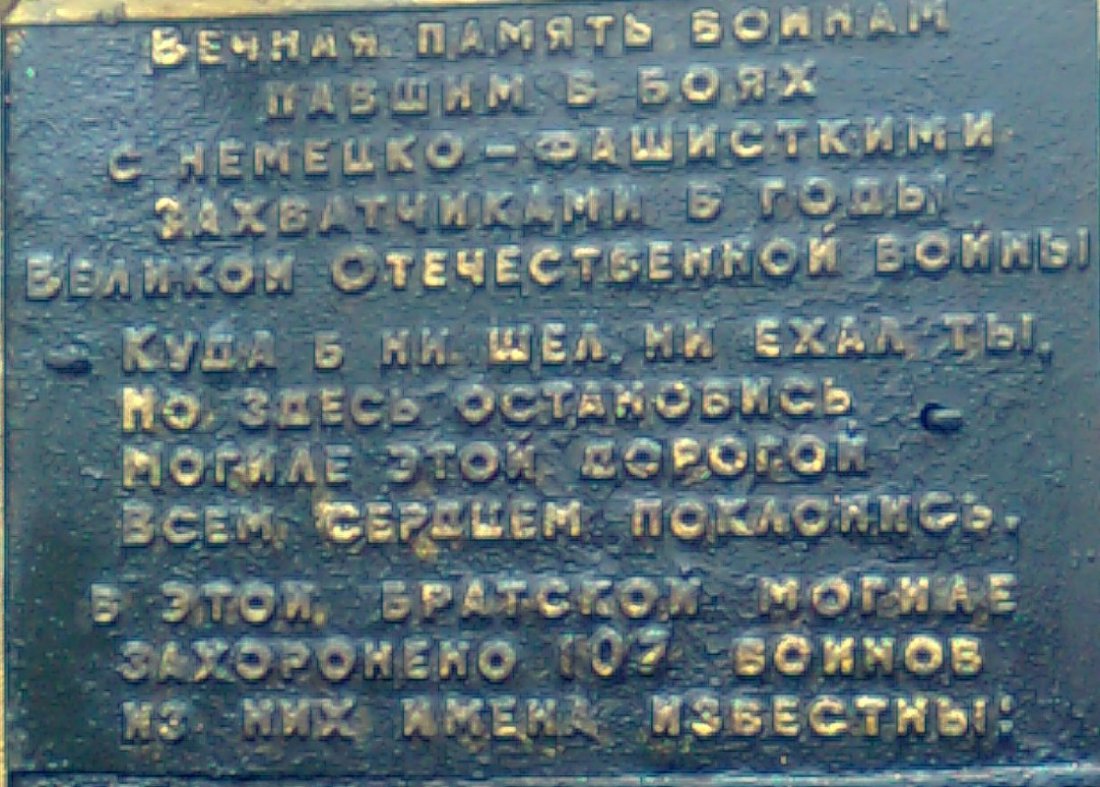 Вечная память воинам
павшим в боях
с немецко-фашисткими
захватчиками в годы
Великой Отечественной войны
Куда б ни шел, ни ехал ты,
но здесь остановись
Могиле этой дорогой
всем сердцем поклонись.
В этой братской могиле
захоронено 107 воинов
из них имена известны: